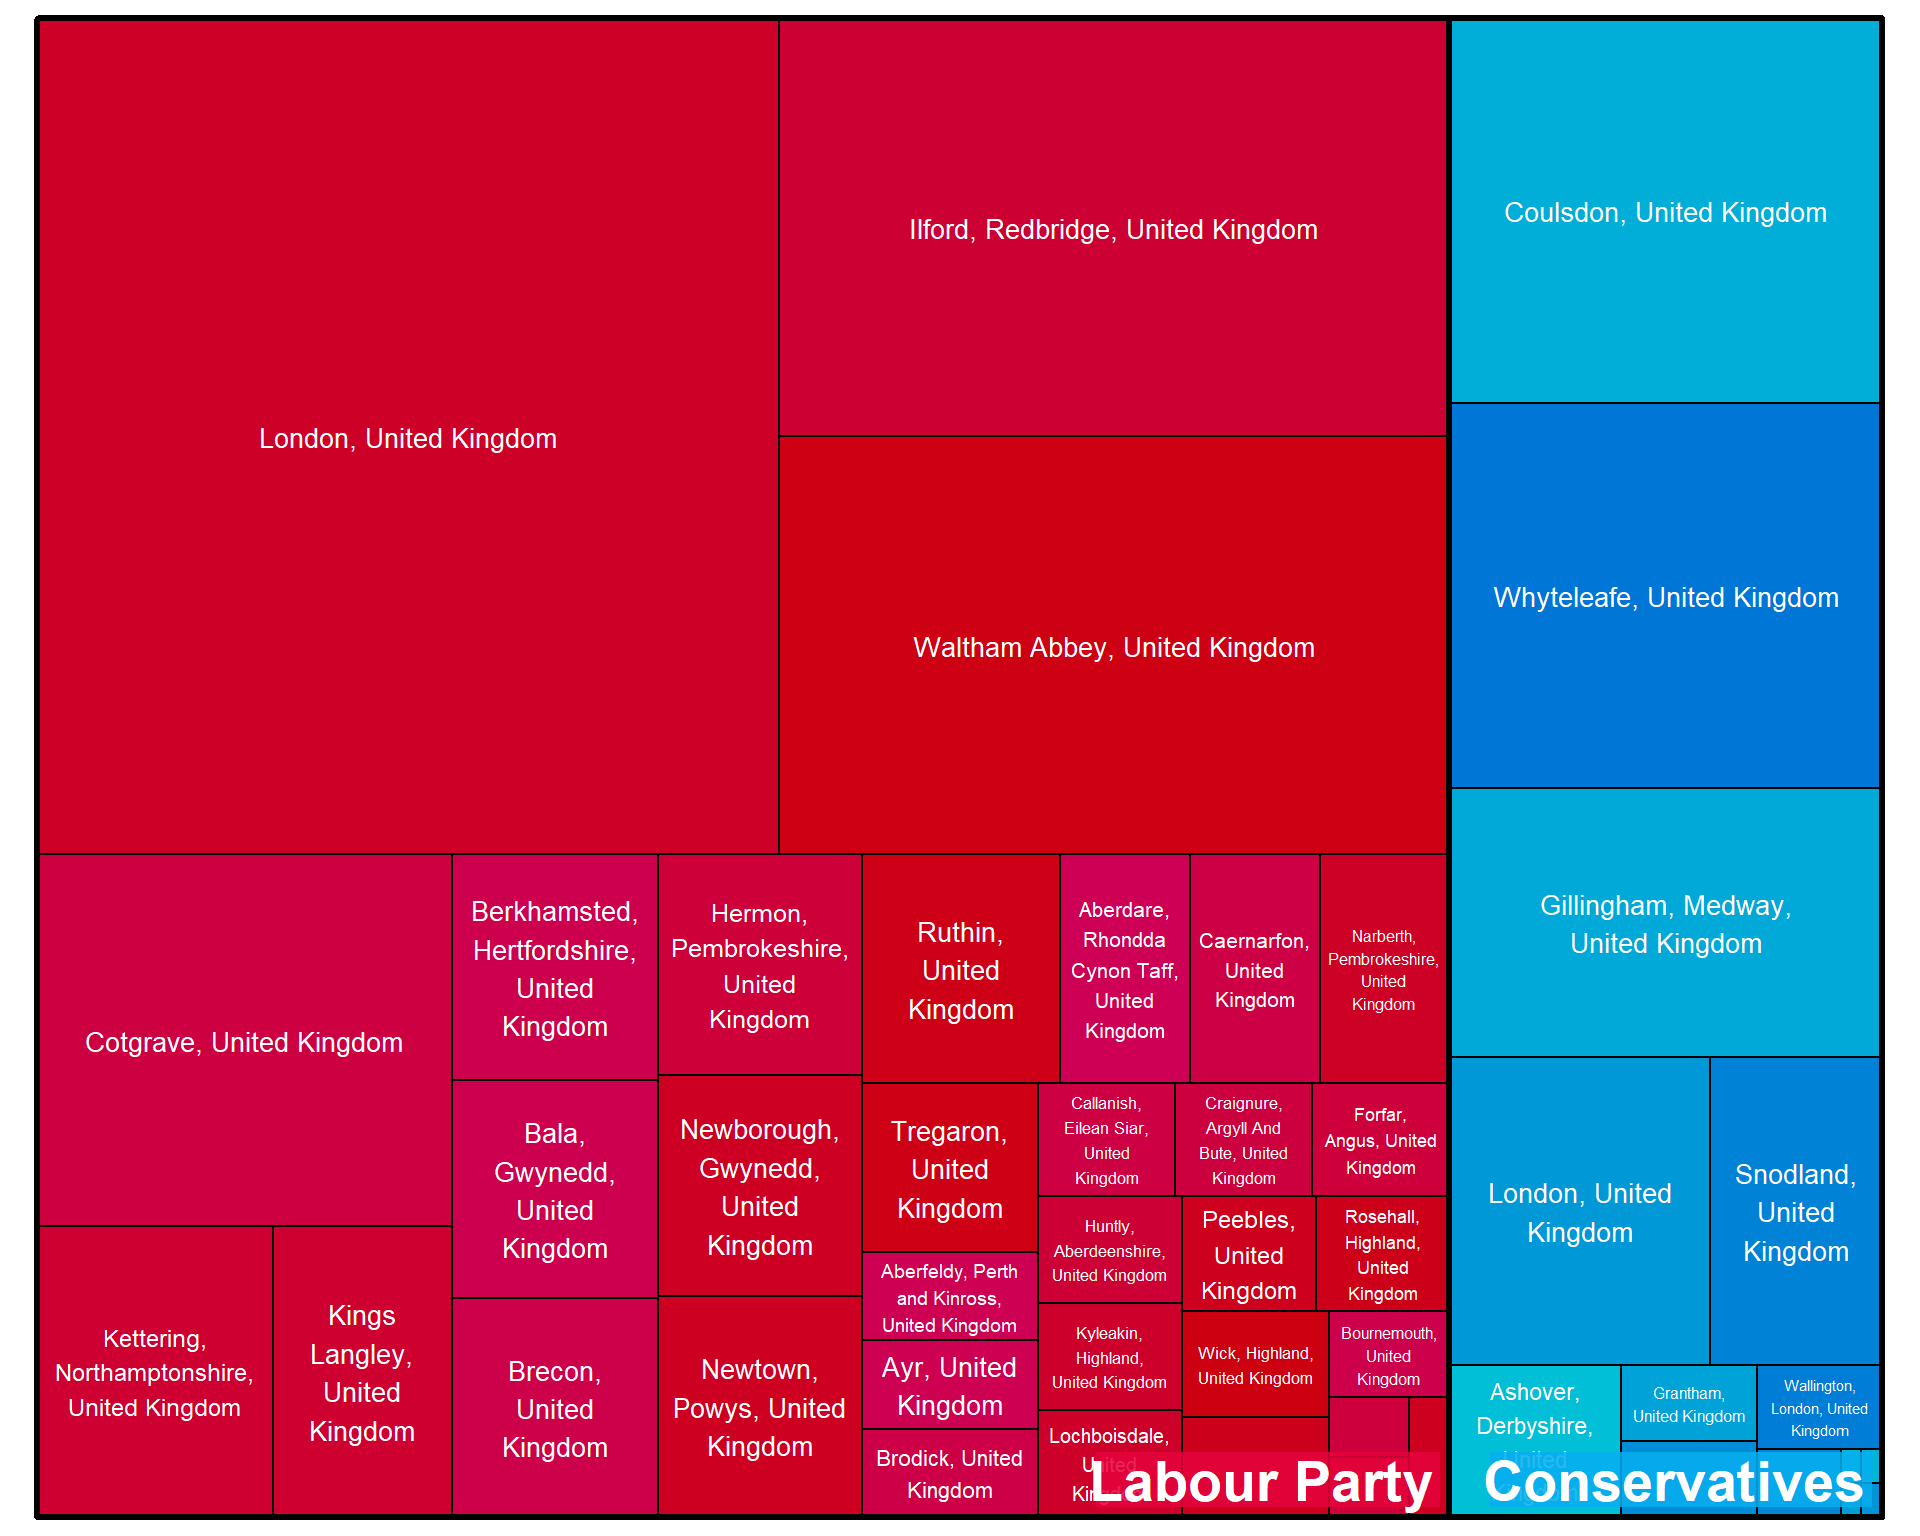 London, United Kingdom
Ilford, Redbridge, United Kingdom
Waltham Abbey, United Kingdom
Cotgrave, United Kingdom
Kettering,
Northamptonshire,
United Kingdom
Kings
Langley,
United
Kingdom
Berkhamsted,
Hertfordshire,
United
Kingdom
Bala,
Gwynedd,
United
Kingdom
Brecon,
United
Kingdom
Hermon,
Pembrokeshire,
United
Kingdom
Newborough,
Gwynedd,
United
Kingdom
Newtown,
Powys, United
Kingdom
Ruthin,
United
Kingdom
Aberdare,
Rhondda
Cynon Taff,
United
Kingdom
Caernarfon,
United
Kingdom
Narberth,
Pembrokeshire,
United
Kingdom
Tregaron,
United
Kingdom
Aberfeldy, Perth
and Kinross,
United Kingdom
Ayr, United
Kingdom
Brodick, United
Kingdom
Callanish,
Eilean Siar,
United
Kingdom
Craignure,
Argyll And
Bute, United
Kingdom
Forfar,
Angus, United
Kingdom
Huntly,
Aberdeenshire,
United Kingdom
Kyleakin,
Highland,
United Kingdom
Lochboisdale,
United
Peebles,
United
Kingdom
Rosehall,
Highland,
United
Kingdom
Wick, Highland,
United Kingdom
Bournemouth,
United
Kingdom
Labour Party
Coulsdon, United Kingdom
Whyteleafe, United Kingdom
Gillingham, Medway,
United Kingdom
London, United
Kingdom
Snodland,
United
Kingdom
Ashover,
Derbyshire,
United
Grantham,
United Kingdom
Wallington,
London, United
Kingdom
Conservatives